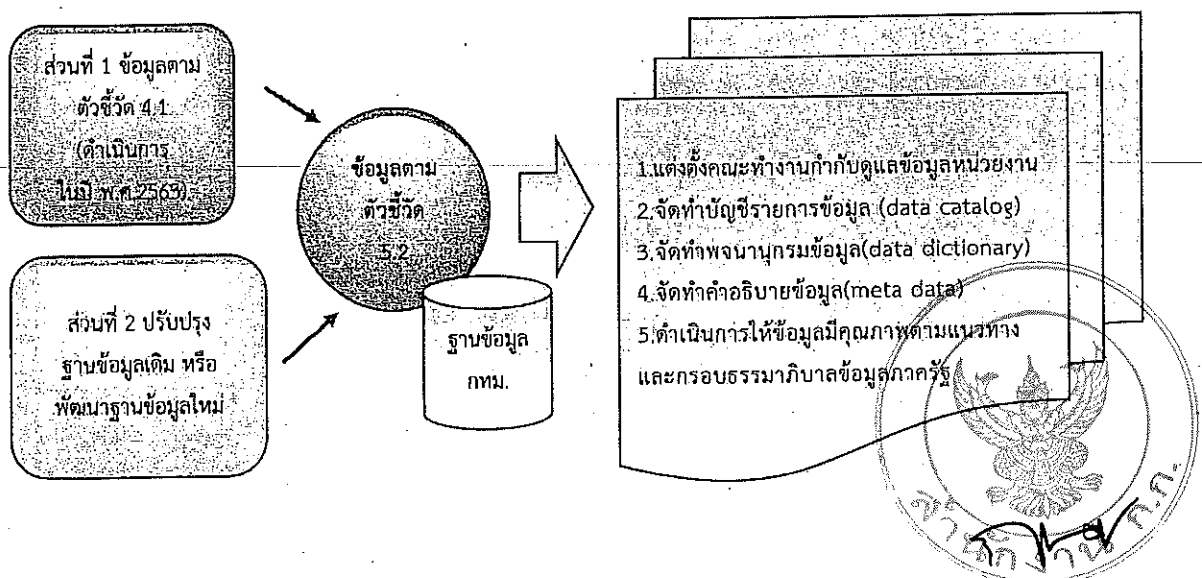 ส่วนที่ 1 ข้อมูลตาม
ตัวชี้วัด 4.1
(ดำเนินการ
ในปี พ.ศ.2563)
ส่วนที่ 2 ปรับปรุง
ฐานข้อมูลเดิม หรือ
พัฒนาฐานข้อมูลใหม่
ข้อมูลตาม
ตัวชี้วัด
5.2
ฐานข้อมูล
กทม.
1.แต่งตั้งคณะทำงานกำกับดูแลข้อมูลหน่วยงาน
2.จัดทำบัญชีรายการข้อมูล (data catalog)
3.จัดทำพจนานุกรมข้อมูล(data dictionary)
4.จัดทำคำอธิบายข้อมูล(meta data)
5.ดำเนินการให้ข้อมูลมีคุณภาพตามแนวทาง
และกรอบธรรมาภิบาลข้อมูลภาครัฐ
สำนักงาน ก.ก.